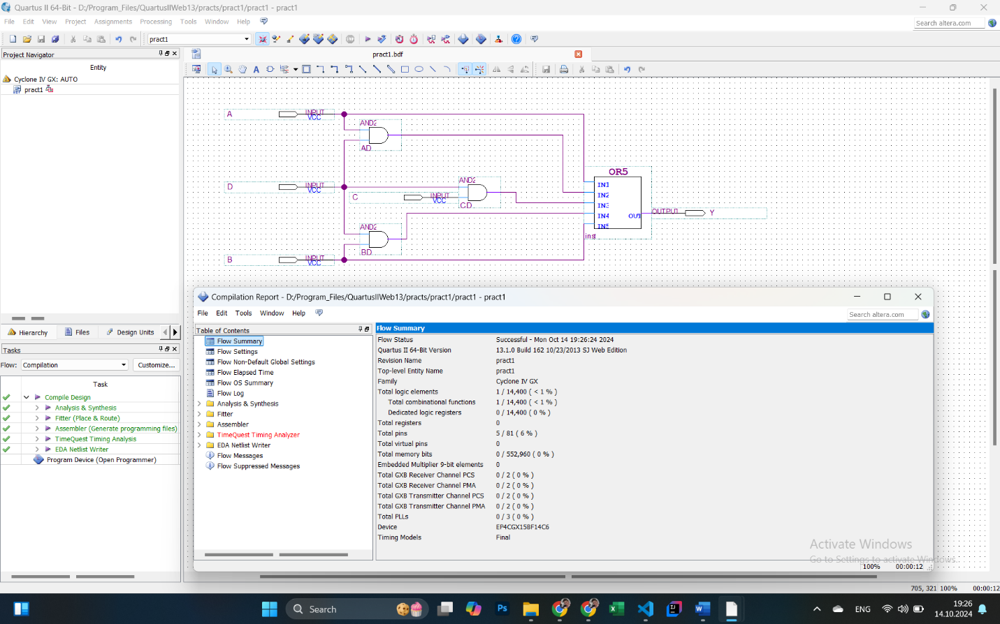 Quartus II 64-Bit - D:/Program_Files/QuartusIIWeb13/practs/pract1/pract1 - pract1
File Edit View Project Assignments Processing Tools Window Help
Search altera.com
pract1
Project Navigator
pract1.bdf
Entity
Cyclone IV GX: AUTO
pract1
A INPUT VCC
AND2
AD
D INPUT VCC
C INPUT VCC
AND2
CD
AND2
BD
B INPUT VCC
OR5
IN1
IN2
IN3
IN4 OUT
IN5
inst
OUTPUT Y
Hierarchy Files Design Units
Tasks
Flow: Compilation Customize...
Task
Compile Design
Analysis & Synthesis
Fitter (Place & Route)
Assembler (Generate programming files)
TimeQuest Timing Analysis
EDA Netlist Writer
Program Device (Open Programmer)
Compilation Report - D:/Program_Files/QuartusIIWeb13/practs/pract1/pract1 - pract1
File Edit Tools Window Help
Search altera.com
Table of Contents
Flow Summary
Flow Settings
Flow Non-Default Global Settings
Flow Elapsed Time
Flow OS Summary
Flow Log
Analysis & Synthesis
Fitter
Assembler
TimeQuest Timing Analyzer
EDA Netlist Writer
Flow Messages
Flow Suppressed Messages
Flow Summary
Flow Status Successful - Mon Oct 14 19:26:24 2024
Quartus II 64-Bit Version 13.1.0 Build 162 10/23/2013 SJ Web Edition
Revision Name pract1
Top-level Entity Name pract1
Family Cyclone IV GX
Total logic elements 1 / 14,400 ( < 1 % )
Total combinational functions 1 / 14,400 ( < 1 % )
Dedicated logic registers 0 / 14,400 ( 0 % )
Total registers 0
Total pins 5 / 81 ( 6 % )
Total virtual pins 0
Total memory bits 0 / 552,960 ( 0 % )
Embedded Multiplier 9-bit elements 0
Total GXB Receiver Channel PCS 0 / 2 ( 0 % )
Total GXB Receiver Channel PMA 0 / 2 ( 0 % )
Total GXB Transmitter Channel PCS 0 / 2 ( 0 % )
Total GXB Transmitter Channel PMA 0 / 2 ( 0 % )
Total PLLs 0 / 3 ( 0 % )
Device EP4CGX15BF14C6
Timing Models Final
Activate Windows
Go to Settings to activate Windows.
100% 00:00:12
705, 321 100% 00:00:12
Search
Ps
ENG
19:26
14.10.2024